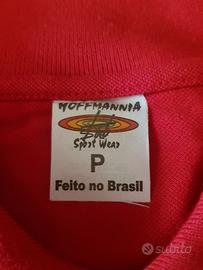 HOFFMANNIA
Sport Wear
P
Feito no Brasil
subito